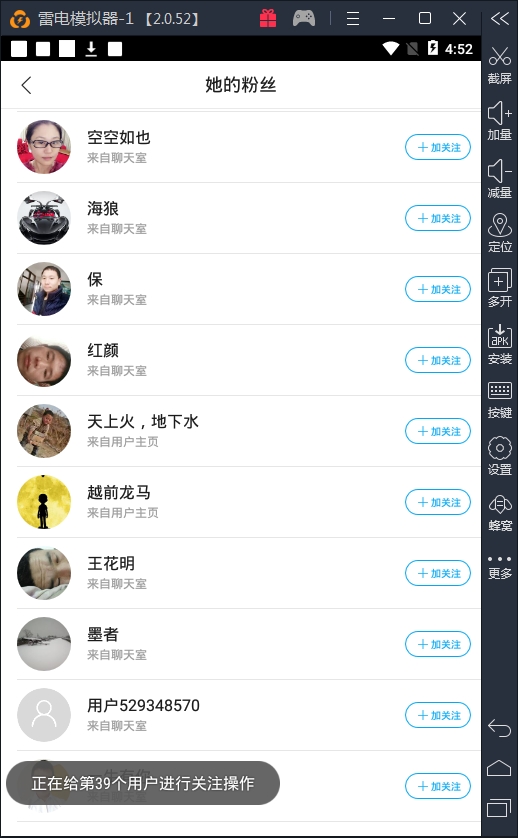 雷电模拟器-1 【2.0.52】
4:52
她的粉丝
空空如也
来自聊天室
加关注
海狼
来自聊天室
加关注
保
来自聊天室
加关注
红颜
来自聊天室
加关注
天上火，地下水
来自用户主页
加关注
越前龙马
来自用户主页
加关注
王花明
来自聊天室
加关注
墨者
来自聊天室
加关注
用户529348570
来自聊天室
加关注
正在给第39个用户进行关注操作
加关注
截屏
加量
减量
定位
多开
APK
安装
按键
设置
蜂窝
更多